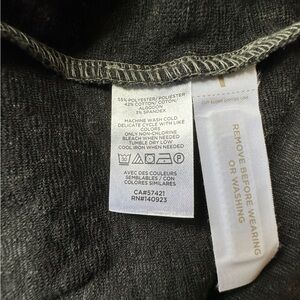 55% POLYESTER/POLIESTER
42% COTTON/COTON/
ALGODON
3% SPANDEX
MACHINE WASH COLD
DELICATE CYCLE WITH LIKE
COLORS
ONLY NON-CHLORINE
BLEACH WHEN NEEDED
TUMBLE DRY LOW
COOL IRON WHEN NEEDED
AVEC DES COULEURS
SEMBLABLES / CON
COLORES SIMILARES
CA#57421
RN#140923
REMOVE BEFORE WEARING
OR WASHING